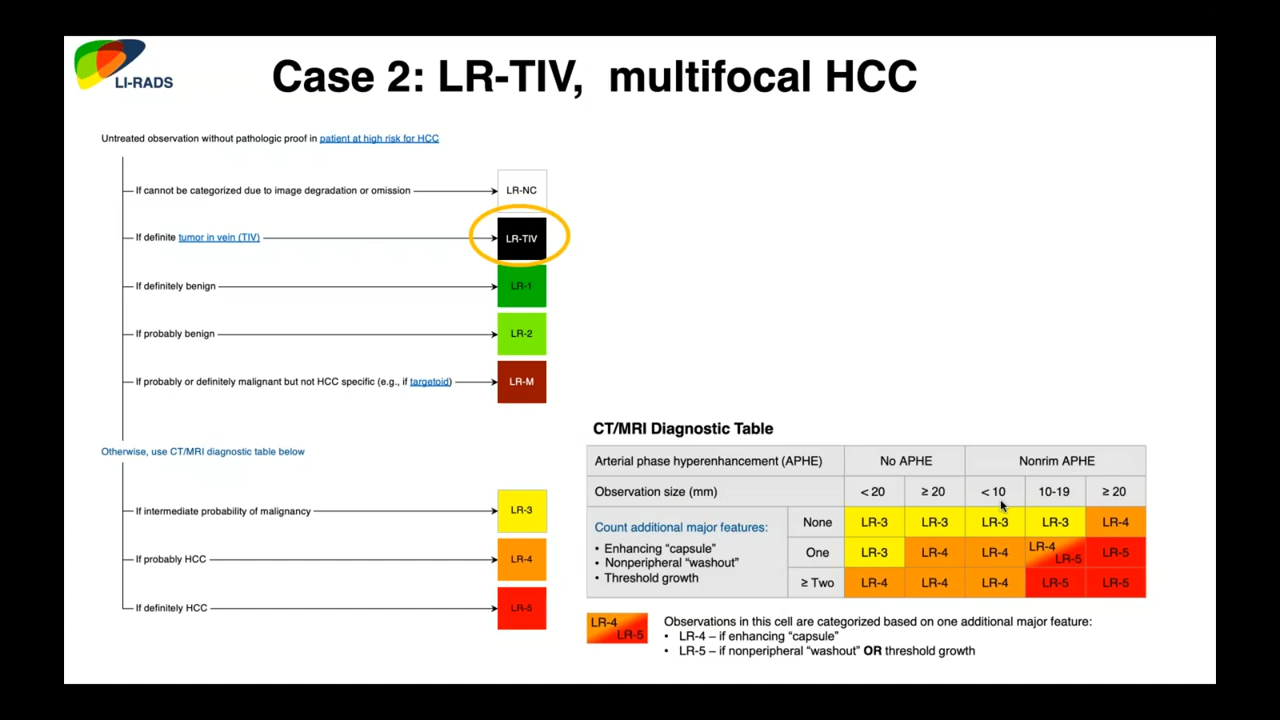 LI-RADS
Case 2: LR-TIV, multifocal HCC
Untreated observation without pathologic proof in patient at high risk for HCC
If cannot be categorized due to image degradation or omission
LR-NC
If definite tumor in vein (TIV)
LR-TIV
If definitely benign
LR-1
If probably benign
LR-2
If probably or definitely malignant but not HCC specific (e.g., if targetoid)
LR-M
Otherwise, use CT/MRI diagnostic table below
If intermediate probability of malignancy
LR-3
If probably HCC
LR-4
If definitely HCC
LR-5
CT/MRI Diagnostic Table
Arterial phase hyperenhancement (APHE) No APHE Nonrim APHE
Observation size (mm) < 20 ≥ 20 < 10 10-19 ≥ 20
Count additional major features:
• Enhancing “capsule”
• Nonperipheral “washout”
• Threshold growth
None LR-3 LR-3 LR-3 LR-3 LR-4
One LR-3 LR-4 LR-4 LR-4 LR-5 LR-5
≥ Two LR-4 LR-4 LR-4 LR-5 LR-5
LR-4
LR-5
Observations in this cell are categorized based on one additional major feature:
• LR-4 – if enhancing “capsule”
• LR-5 – if nonperipheral “washout” OR threshold growth